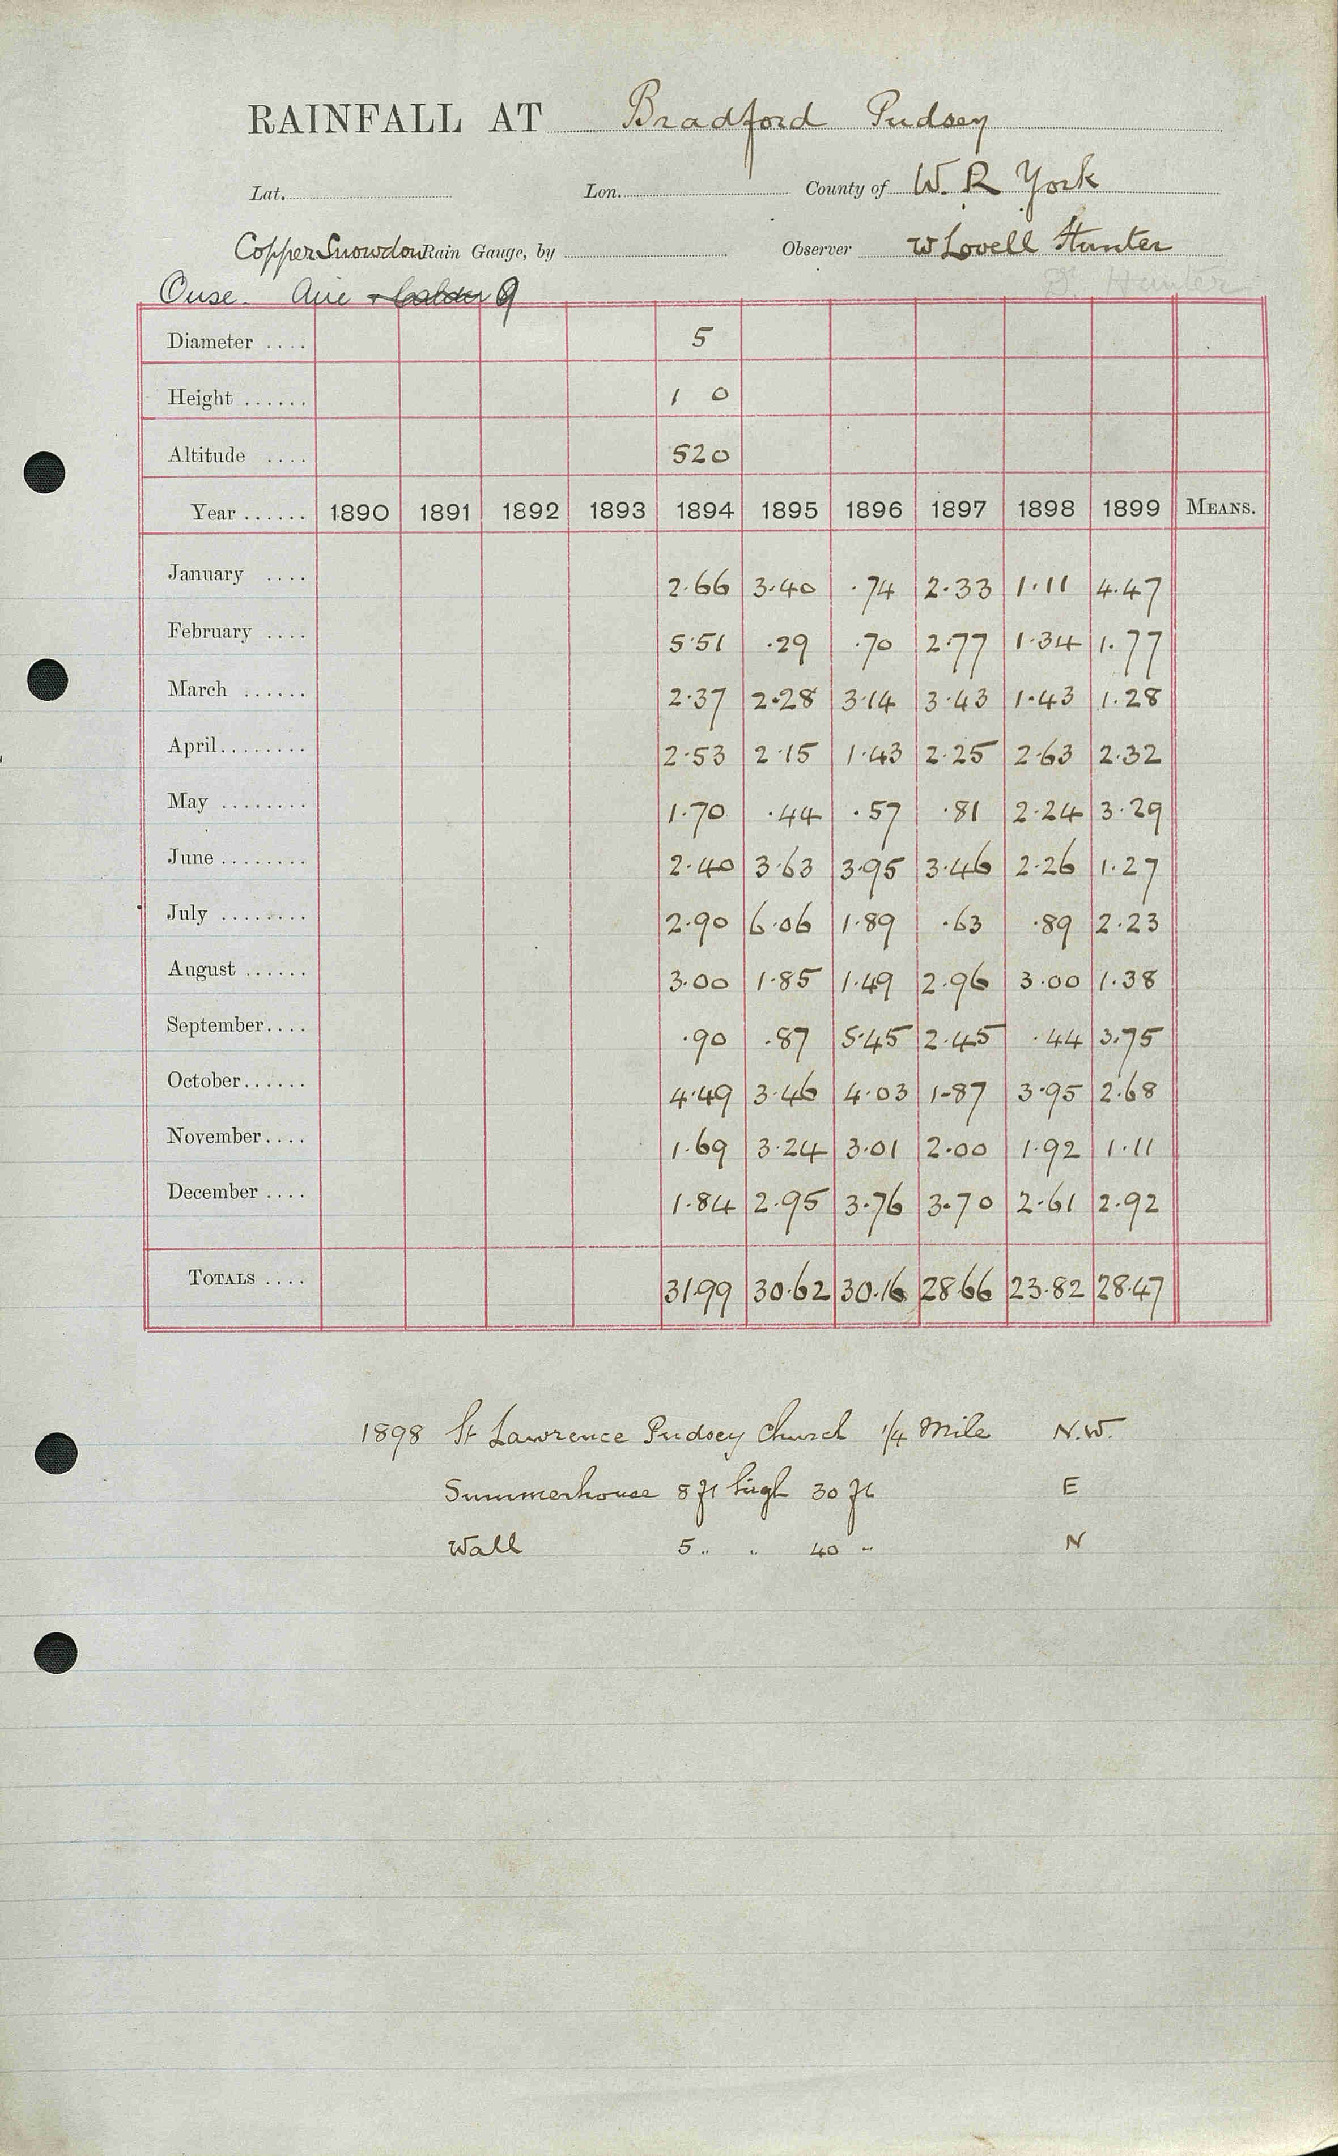 RAINFALL AT Bradford Pudsey
Lat. Lon. County of W. R York
Copper Snowdon Rain Gauge, by Observer W Lovell Hunter
Ouse. Aire + Calder 9
D. Hunter
Diameter .... 5
Height ...... 1 0
Altitude .... 520
Year ...... 1890 1891 1892 1893 1894 1895 1896 1897 1898 1899 MEANS.
January .... 2.66 3.40 .74 2.33 1.11 4.47
February .... 5.51 .29 .70 2.77 1.34 1.77
March ...... 2.37 2.28 3.14 3.43 1.43 1.28
April........ 2.53 2.15 1.43 2.25 2.63 2.32
May ........ 1.70 .44 .57 .81 2.24 3.29
June ........ 2.40 3.63 3.95 3.46 2.26 1.27
July ........ 2.90 6.06 1.89 .63 .89 2.23
August ...... 3.00 1.85 1.49 2.96 3.00 1.38
September.... .90 .87 5.45 2.45 .44 3.75
October...... 4.49 3.46 4.03 1.87 3.95 2.68
November.... 1.69 3.24 3.01 2.00 1.92 1.11
December .... 1.84 2.95 3.76 3.70 2.61 2.92
TOTALS .... 31.99 30.62 30.16 28.66 23.82 28.47
1898 St Lawrence Pudsey Church 1/4 Mile N.W.
Summerhouse 8 ft high 30 ft E
Wall 5 " " 40 " N